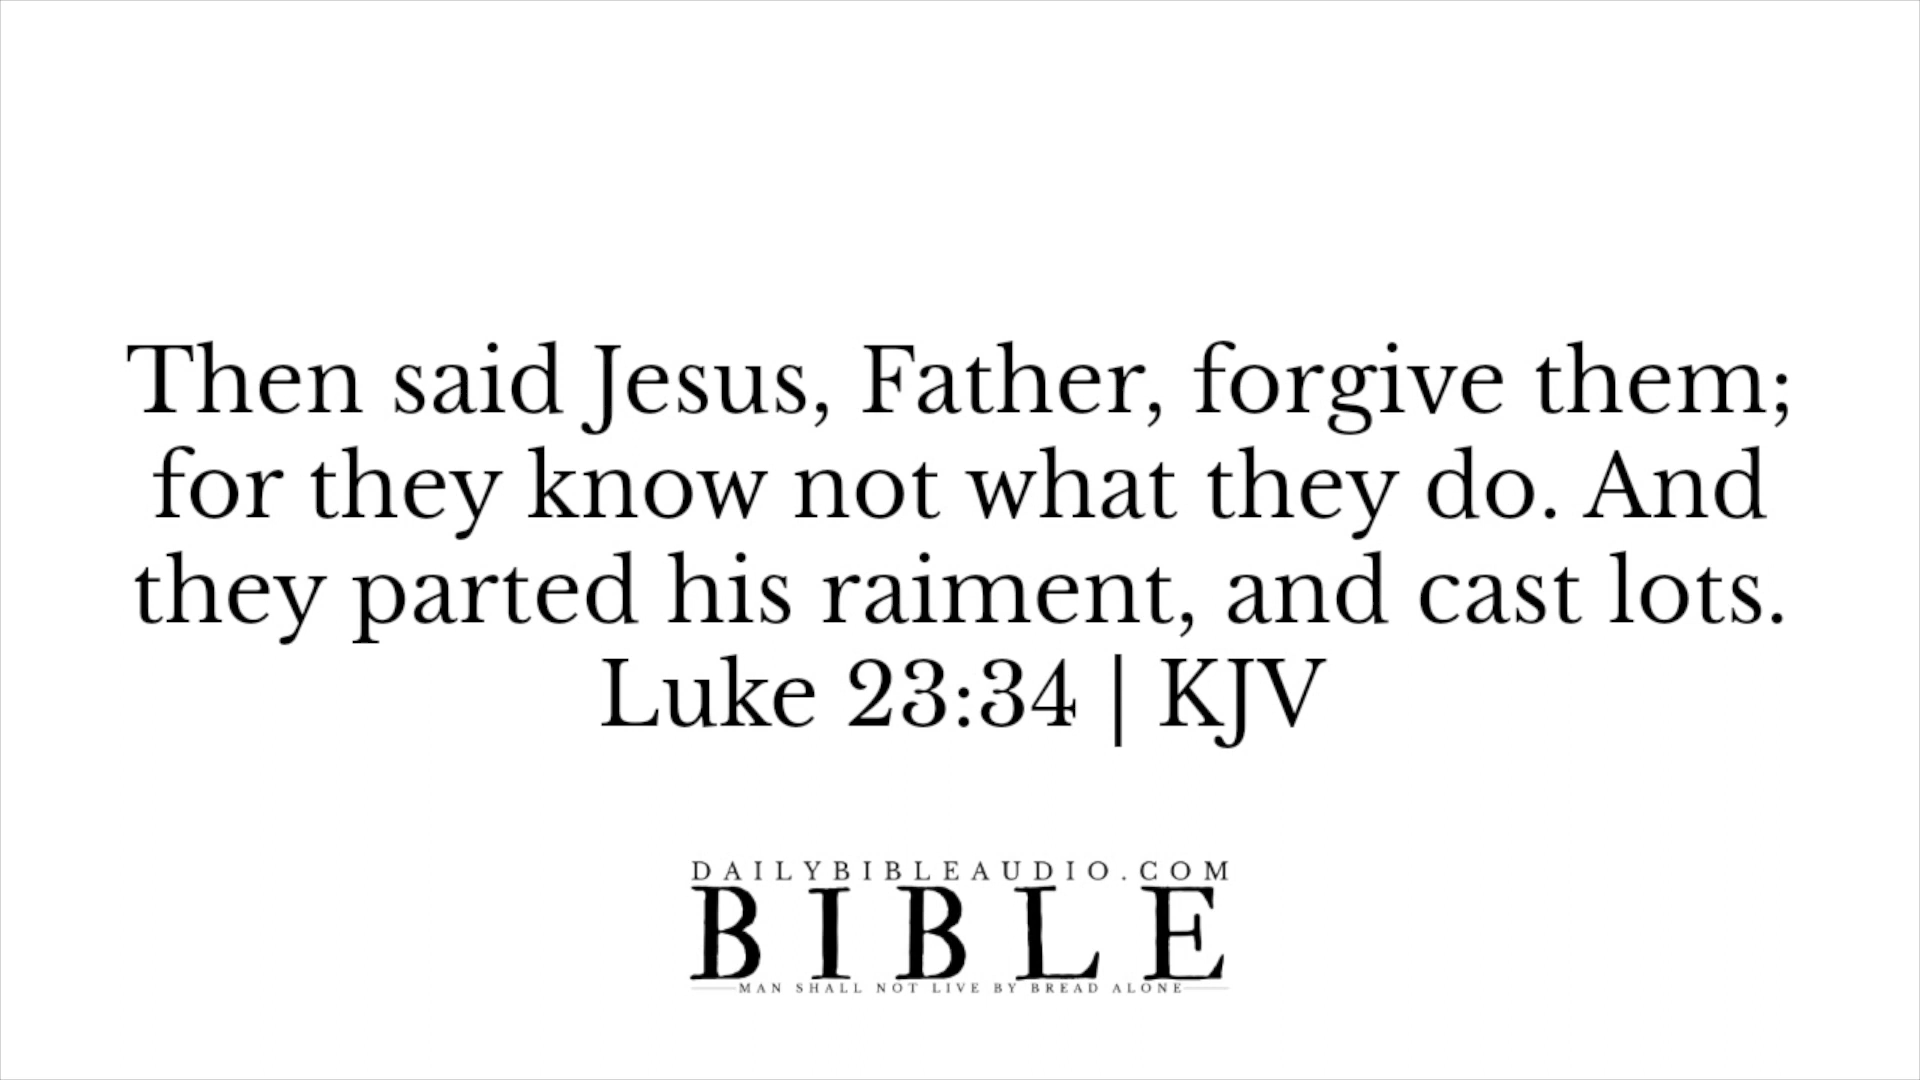 Then said Jesus, Father, forgive them;
for they know not what they do. And
they parted his raiment, and cast lots.
Luke 23:34 | KJV
DAILYBIBLEAUDIO.COM
BIBLE
MAN SHALL NOT LIVE BY BREAD ALONE